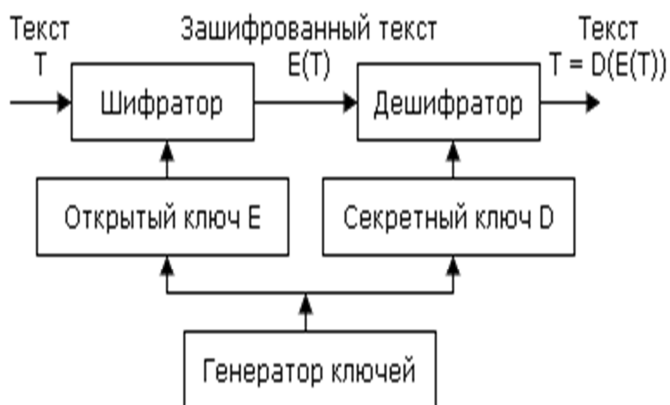 Текст
T
Зашифрованный текст
E(T)
Текст
T = D(E(T))
Шифратор
Дешифратор
Открытый ключ E
Секретный ключ D
Генератор ключей